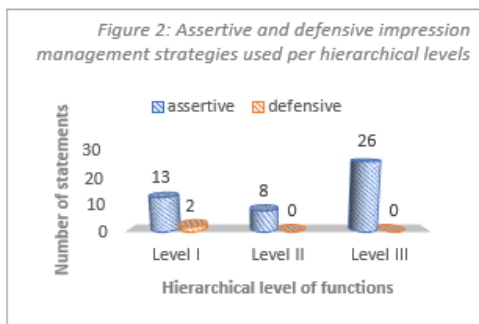 Figure 2: Assertive and defensive impression
management strategies used per hierarchical levels
assertive defensive
Number of statements
30
20
10
0
13
2
8
0
26
0
Level I Level II Level III
Hierarchical level of functions